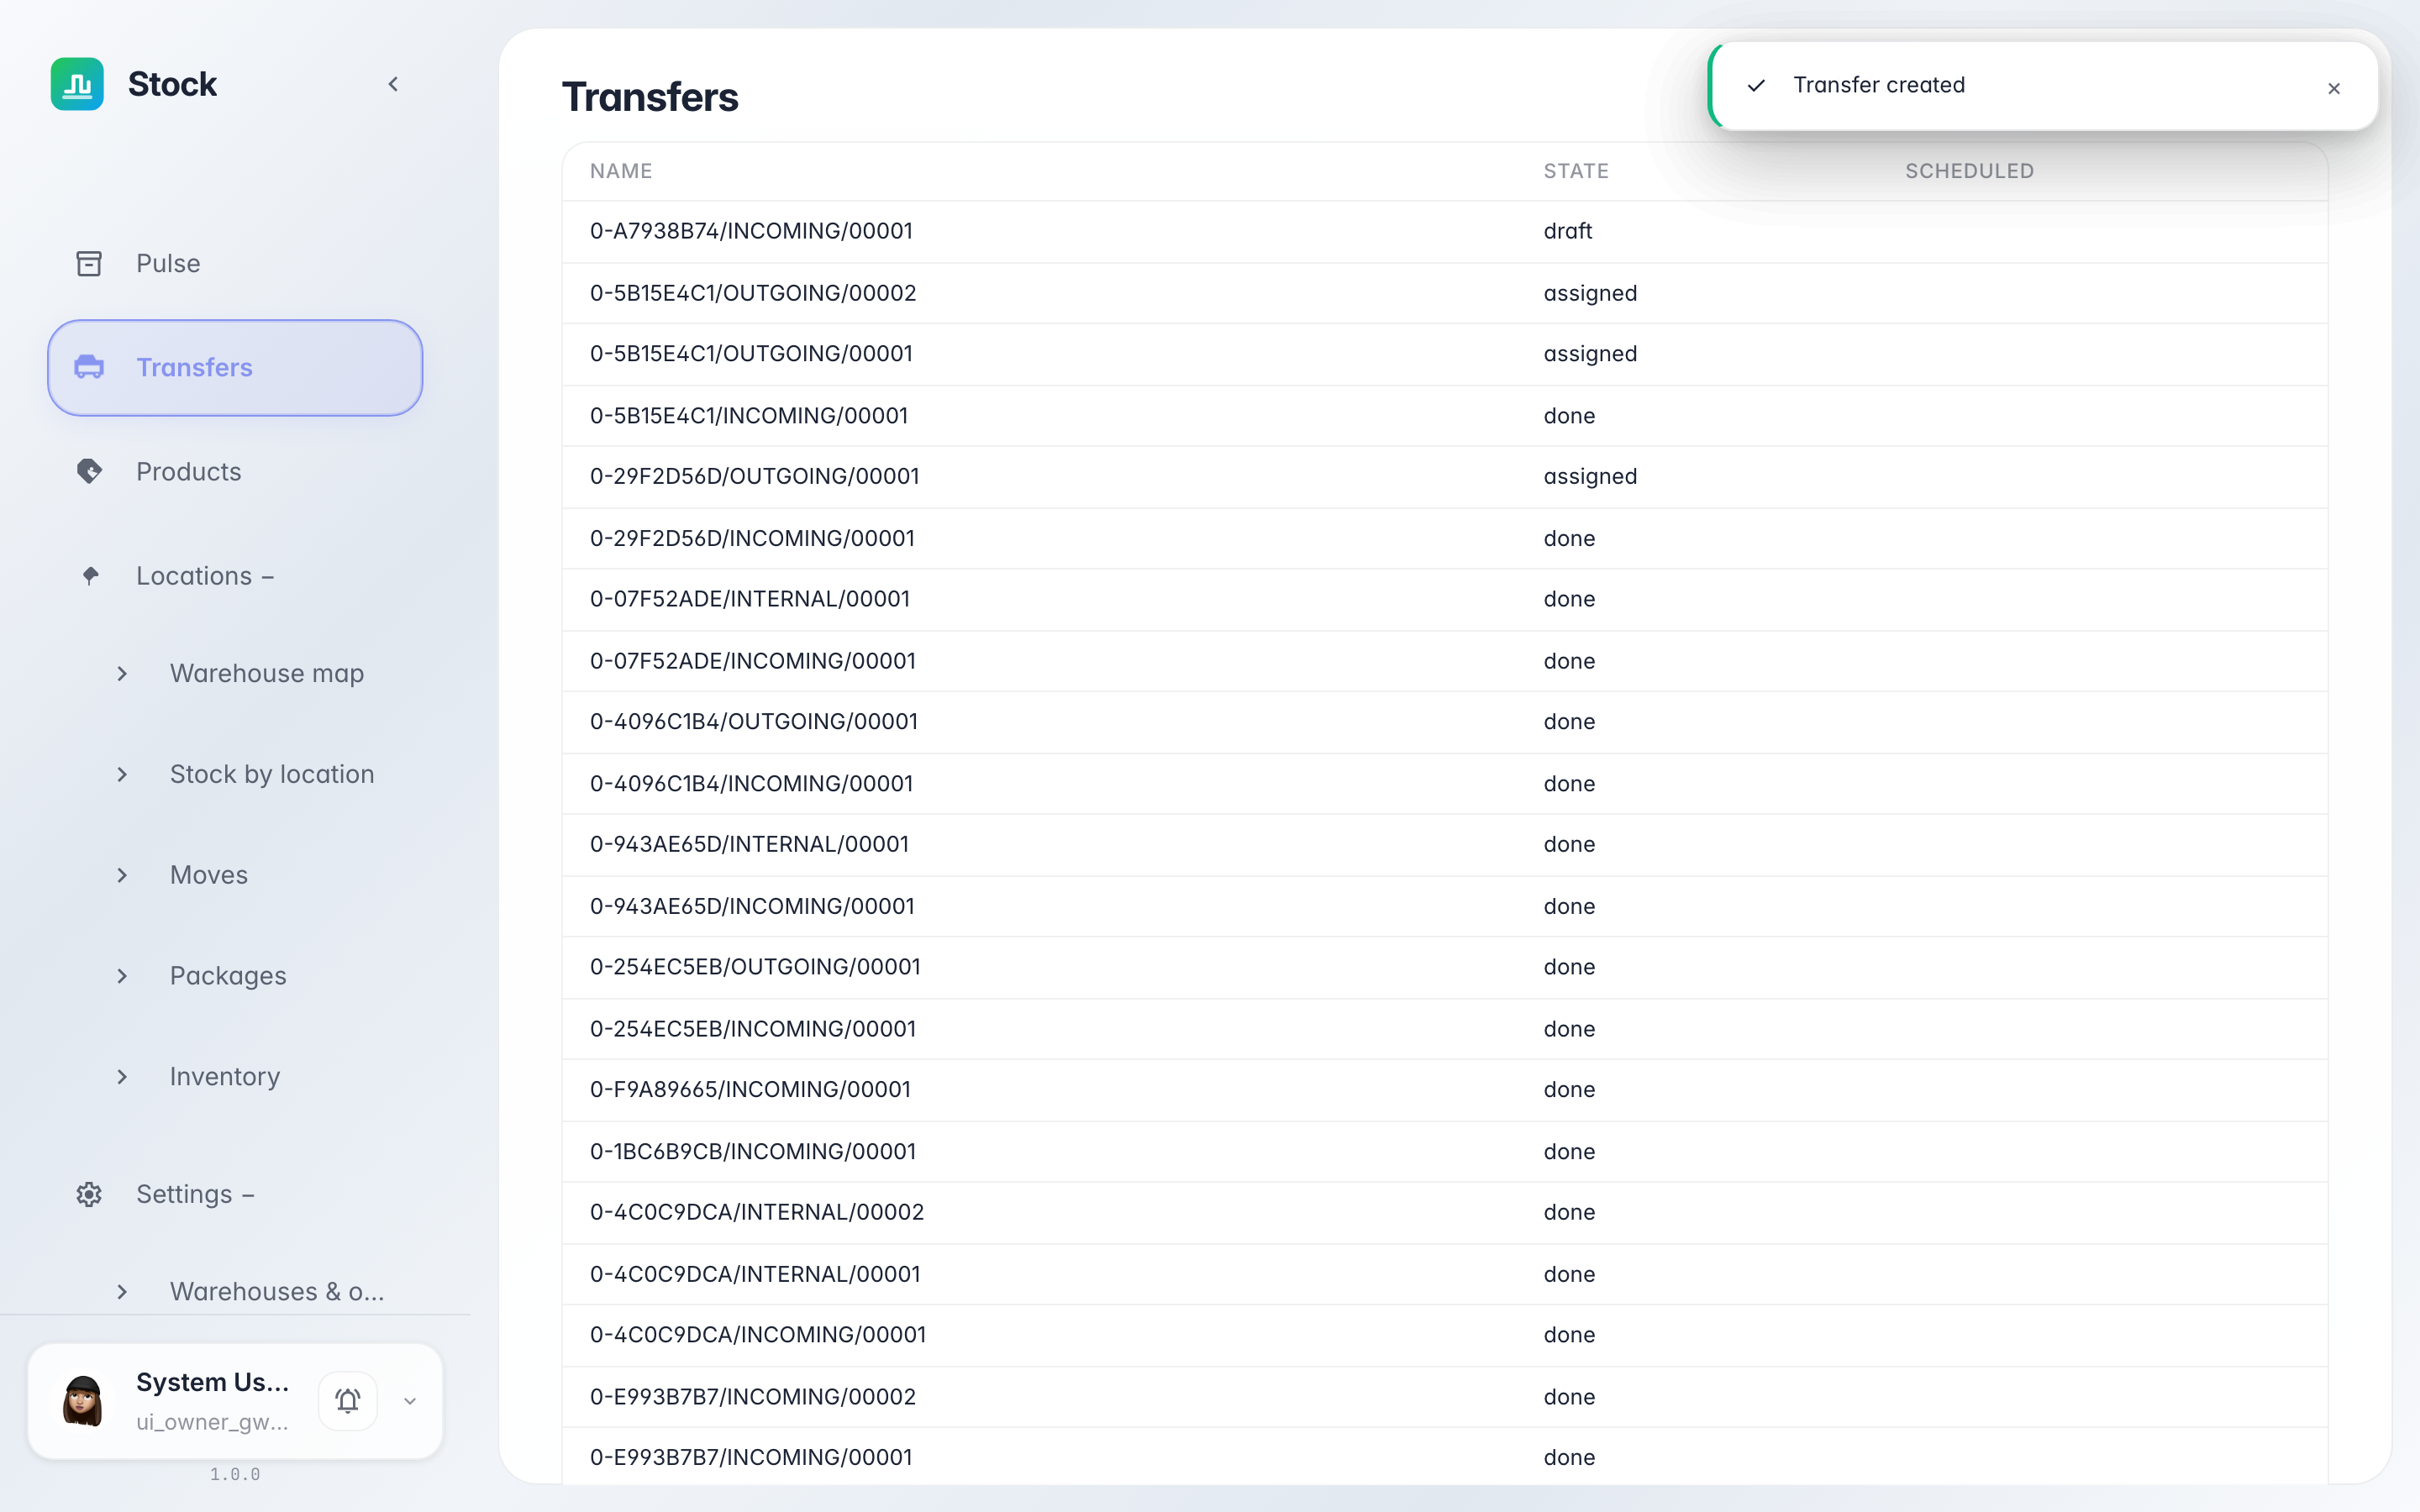 Stock
Pulse
Transfers
Products
Locations –
Warehouse map
Stock by location
Moves
Packages
Inventory
Settings –
Warehouses & o...
System Us...
ui_owner_gw...
1.0.0
Transfers
Transfer created
NAME STATE SCHEDULED
0-A7938B74/INCOMING/00001 draft
0-5B15E4C1/OUTGOING/00002 assigned
0-5B15E4C1/OUTGOING/00001 assigned
0-5B15E4C1/INCOMING/00001 done
0-29F2D56D/OUTGOING/00001 assigned
0-29F2D56D/INCOMING/00001 done
0-07F52ADE/INTERNAL/00001 done
0-07F52ADE/INCOMING/00001 done
0-4096C1B4/OUTGOING/00001 done
0-4096C1B4/INCOMING/00001 done
0-943AE65D/INTERNAL/00001 done
0-943AE65D/INCOMING/00001 done
0-254EC5EB/OUTGOING/00001 done
0-254EC5EB/INCOMING/00001 done
0-F9A89665/INCOMING/00001 done
0-1BC6B9CB/INCOMING/00001 done
0-4C0C9DCA/INTERNAL/00002 done
0-4C0C9DCA/INTERNAL/00001 done
0-4C0C9DCA/INCOMING/00001 done
0-E993B7B7/INCOMING/00002 done
0-E993B7B7/INCOMING/00001 done